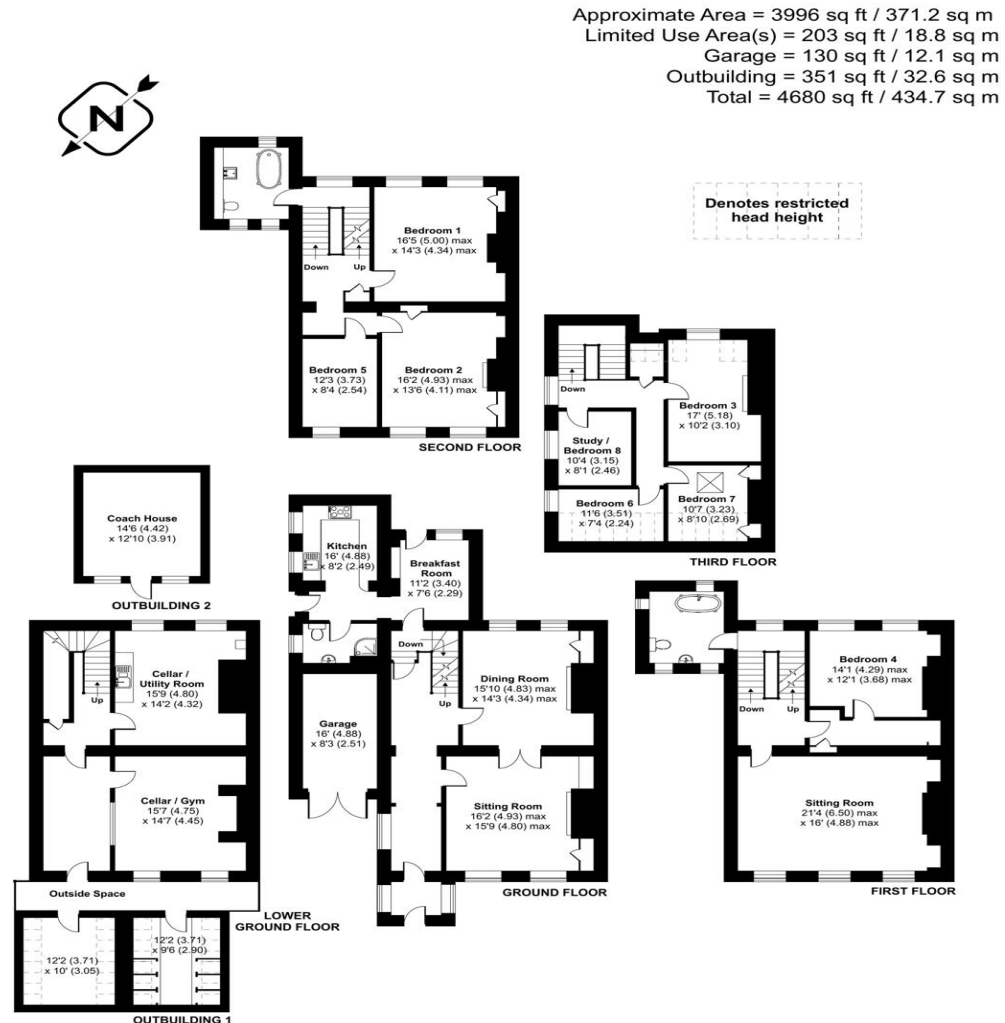 Approximate Area = 3996 sq ft / 371.2 sq m
Limited Use Area(s) = 203 sq ft / 18.8 sq m
Garage = 130 sq ft / 12.1 sq m
Outbuilding = 351 sq ft / 32.6 sq m
Total = 4680 sq ft / 434.7 sq m
N
Denotes restricted
head height
Bedroom 1
16'5 (5.00) max
x 14'3 (4.34) max
Down
Up
Bedroom 5
12'3 (3.73)
x 8'4 (2.54)
Bedroom 2
16'2 (4.93) max
x 13'6 (4.11) max
SECOND FLOOR
Down
Bedroom 3
17' (5.18)
x 10'2 (3.10)
Study /
Bedroom 8
10'4 (3.15)
x 8'1 (2.46)
Bedroom 6
11'6 (3.51)
x 7'4 (2.24)
Bedroom 7
10'7 (3.23)
x 8'10 (2.69)
THIRD FLOOR
Coach House
14'6 (4.42)
x 12'10 (3.91)
OUTBUILDING 2
Kitchen
16' (4.88)
x 8'2 (2.49)
Breakfast
Room
11'2 (3.40)
x 7'6 (2.29)
Down
Up
Dining Room
15'10 (4.83) max
x 14'3 (4.34) max
Garage
16' (4.88)
x 8'3 (2.51)
Sitting Room
16'2 (4.93) max
x 15'9 (4.80) max
GROUND FLOOR
Cellar /
Utility Room
15'9 (4.80)
x 14'2 (4.32)
Up
Cellar / Gym
15'7 (4.75)
x 14'7 (4.45)
Outside Space
LOWER
GROUND FLOOR
12'2 (3.71)
x 10' (3.05)
12'2 (3.71)
x 9'6 (2.90)
OUTBUILDING 1
Bedroom 4
14'1 (4.29) max
x 12'1 (3.68) max
Down
Up
Sitting Room
21'4 (6.50) max
x 16' (4.88) max
FIRST FLOOR